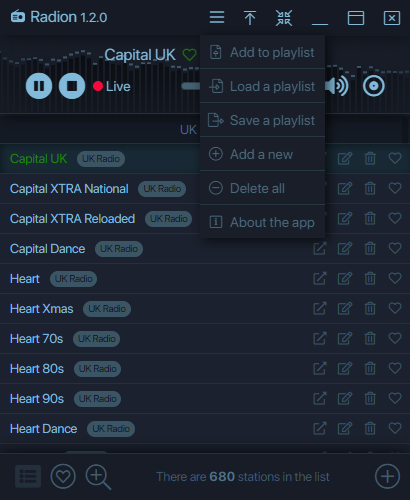 Radion 1.2.0
Capital UK
Live
Add to playlist
Load a playlist
Save a playlist
Add a new
Delete all
About the app
UK
Capital UK UK Radio
Capital XTRA National UK Radio
Capital XTRA Reloaded UK Radio
Capital Dance UK Radio
Heart UK Radio
Heart Xmas UK Radio
Heart 70s UK Radio
Heart 80s UK Radio
Heart 90s UK Radio
Heart Dance UK Radio
There are 680 stations in the list